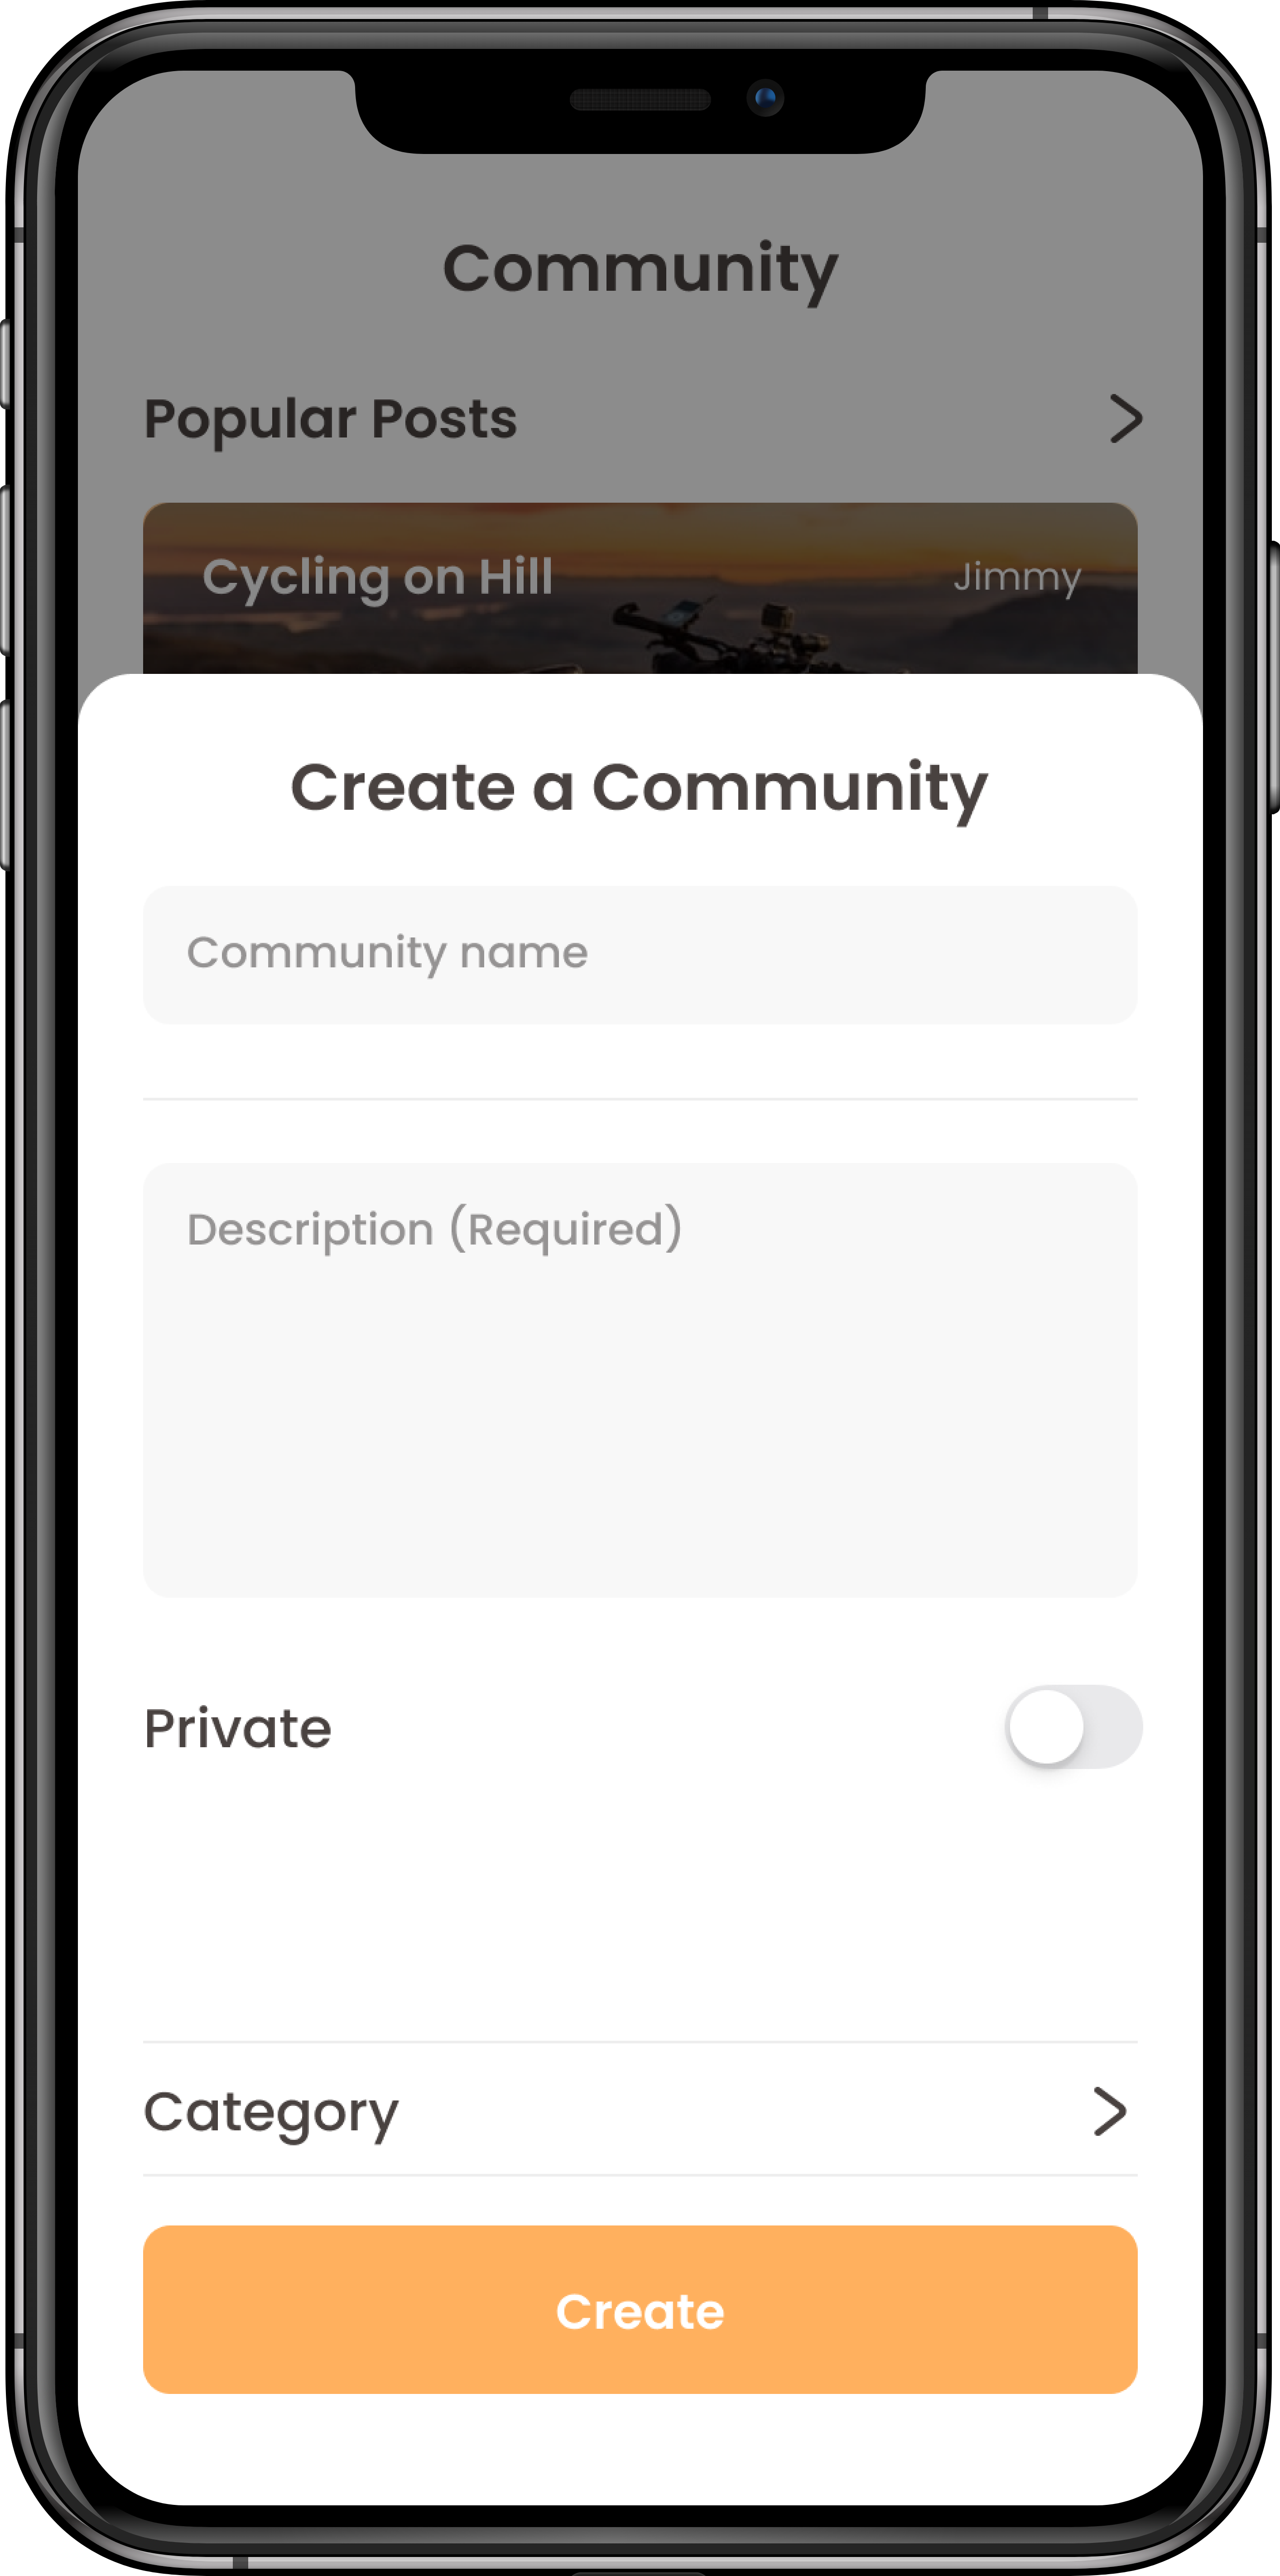 Community
Popular Posts
Cycling on Hill
Jimmy
Create a Community
Community name
Description (Required)
Private
Category
Create